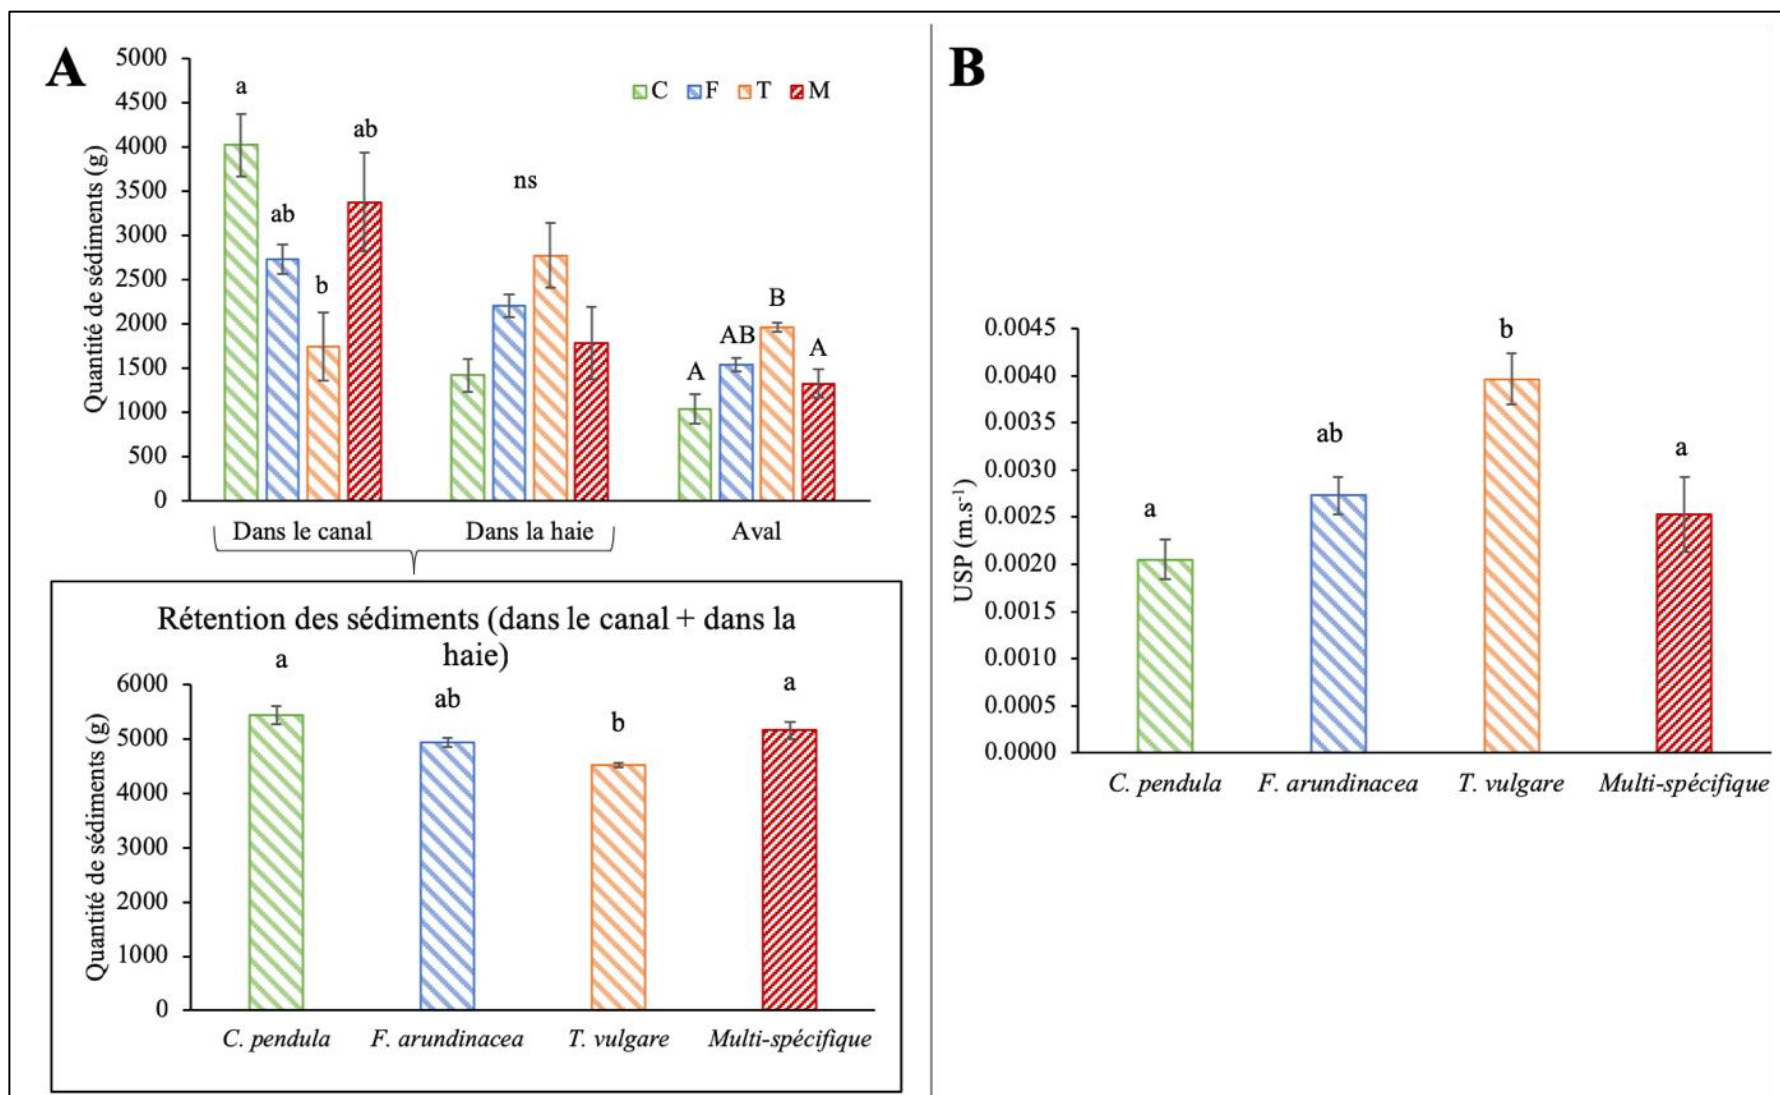 A
5000
4500
4000
3500
3000
2500
2000
1500
1000
500
0
Quantité de sédiments (g)
C F T M
a
ab
b
ab
ns
A
AB
B
A
Dans le canal Dans la haie Aval
Rétention des sédiments (dans le canal + dans la
haie)
6000
5000
4000
3000
2000
1000
0
Quantité de sédiments (g)
a
ab
b
a
C. pendula F. arundinacea T. vulgare Multi-spécifique
B
0.0045
0.0040
0.0035
0.0030
0.0025
0.0020
0.0015
0.0010
0.0005
0.0000
USP (m.s⁻¹)
a
ab
b
a
C. pendula F. arundinacea T. vulgare Multi-spécifique